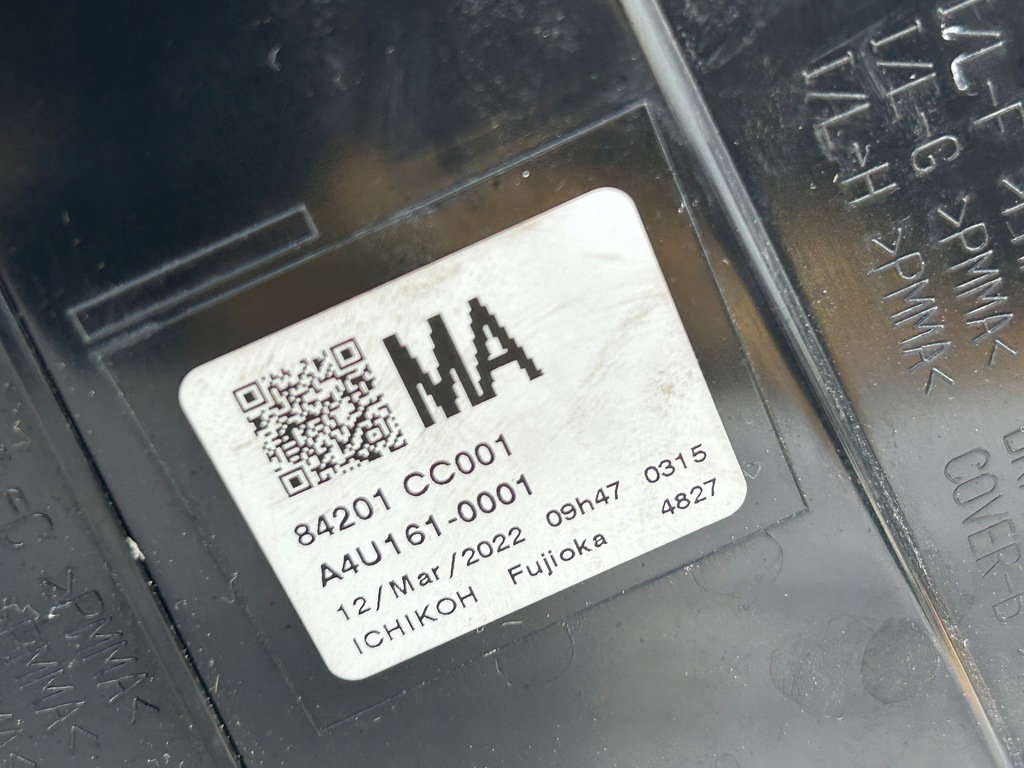 MA
84201 CC001
A4U161-0001
12/Mar/2022 09h47 0315
ICHIKOH Fujioka 4827
I/L-F
I/L-G >PMMA<
I/L-H >PMMA<
COVER-b
>PMMA<
>PMMA<